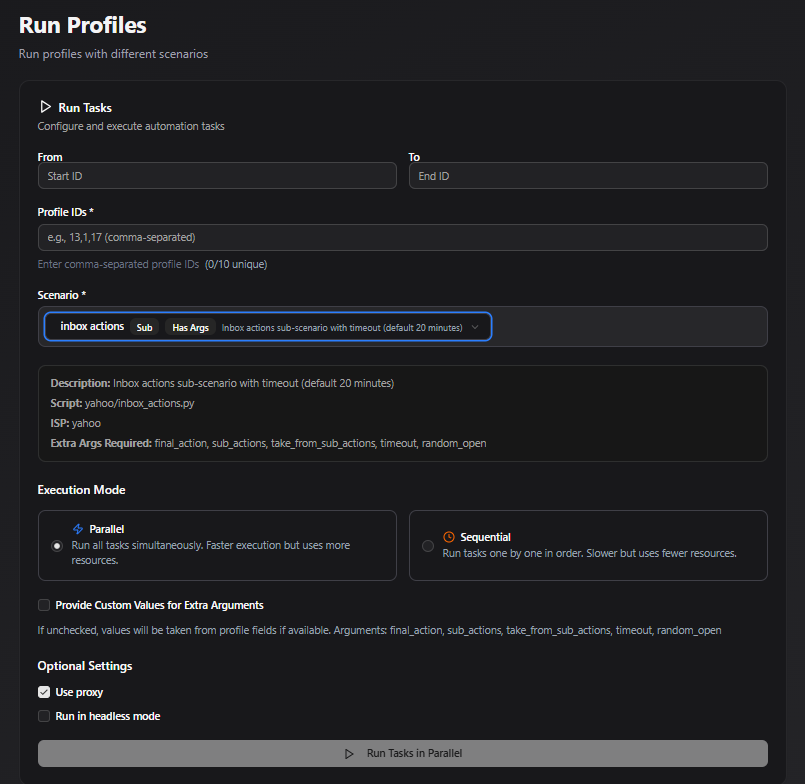 Run Profiles
Run profiles with different scenarios
Run Tasks
Configure and execute automation tasks
From
To
Start ID
End ID
Profile IDs *
e.g., 13,1,17 (comma-separated)
Enter comma-separated profile IDs (0/10 unique)
Scenario *
inbox actions Sub Has Args Inbox actions sub-scenario with timeout (default 20 minutes)
Description: Inbox actions sub-scenario with timeout (default 20 minutes)
Script: yahoo/inbox_actions.py
ISP: yahoo
Extra Args Required: final_action, sub_actions, take_from_sub_actions, timeout, random_open
Execution Mode
Parallel
Run all tasks simultaneously. Faster execution but uses more
resources.
Sequential
Run tasks one by one in order. Slower but uses fewer resources.
Provide Custom Values for Extra Arguments
If unchecked, values will be taken from profile fields if available. Arguments: final_action, sub_actions, take_from_sub_actions, timeout, random_open
Optional Settings
Use proxy
Run in headless mode
Run Tasks in Parallel